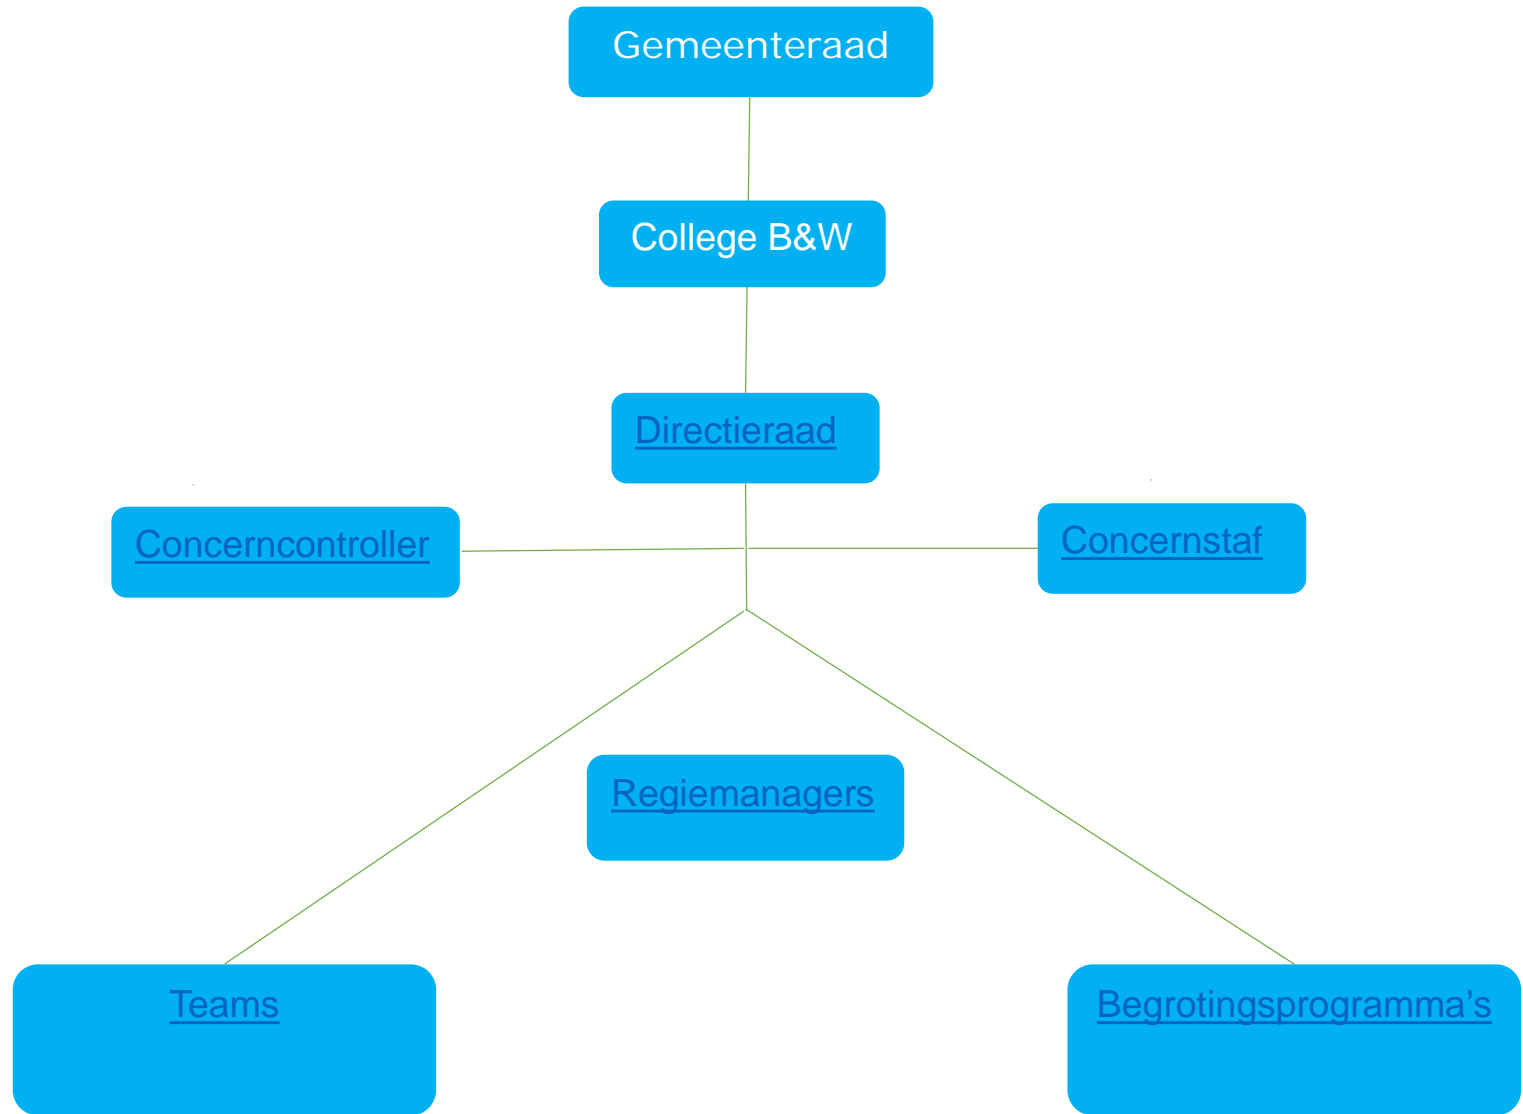 Gemeenteraad
College B&W
Directieraad
Concerncontroller
Concernstaf
Regiemanagers
Teams
Begrotingsprogramma’s